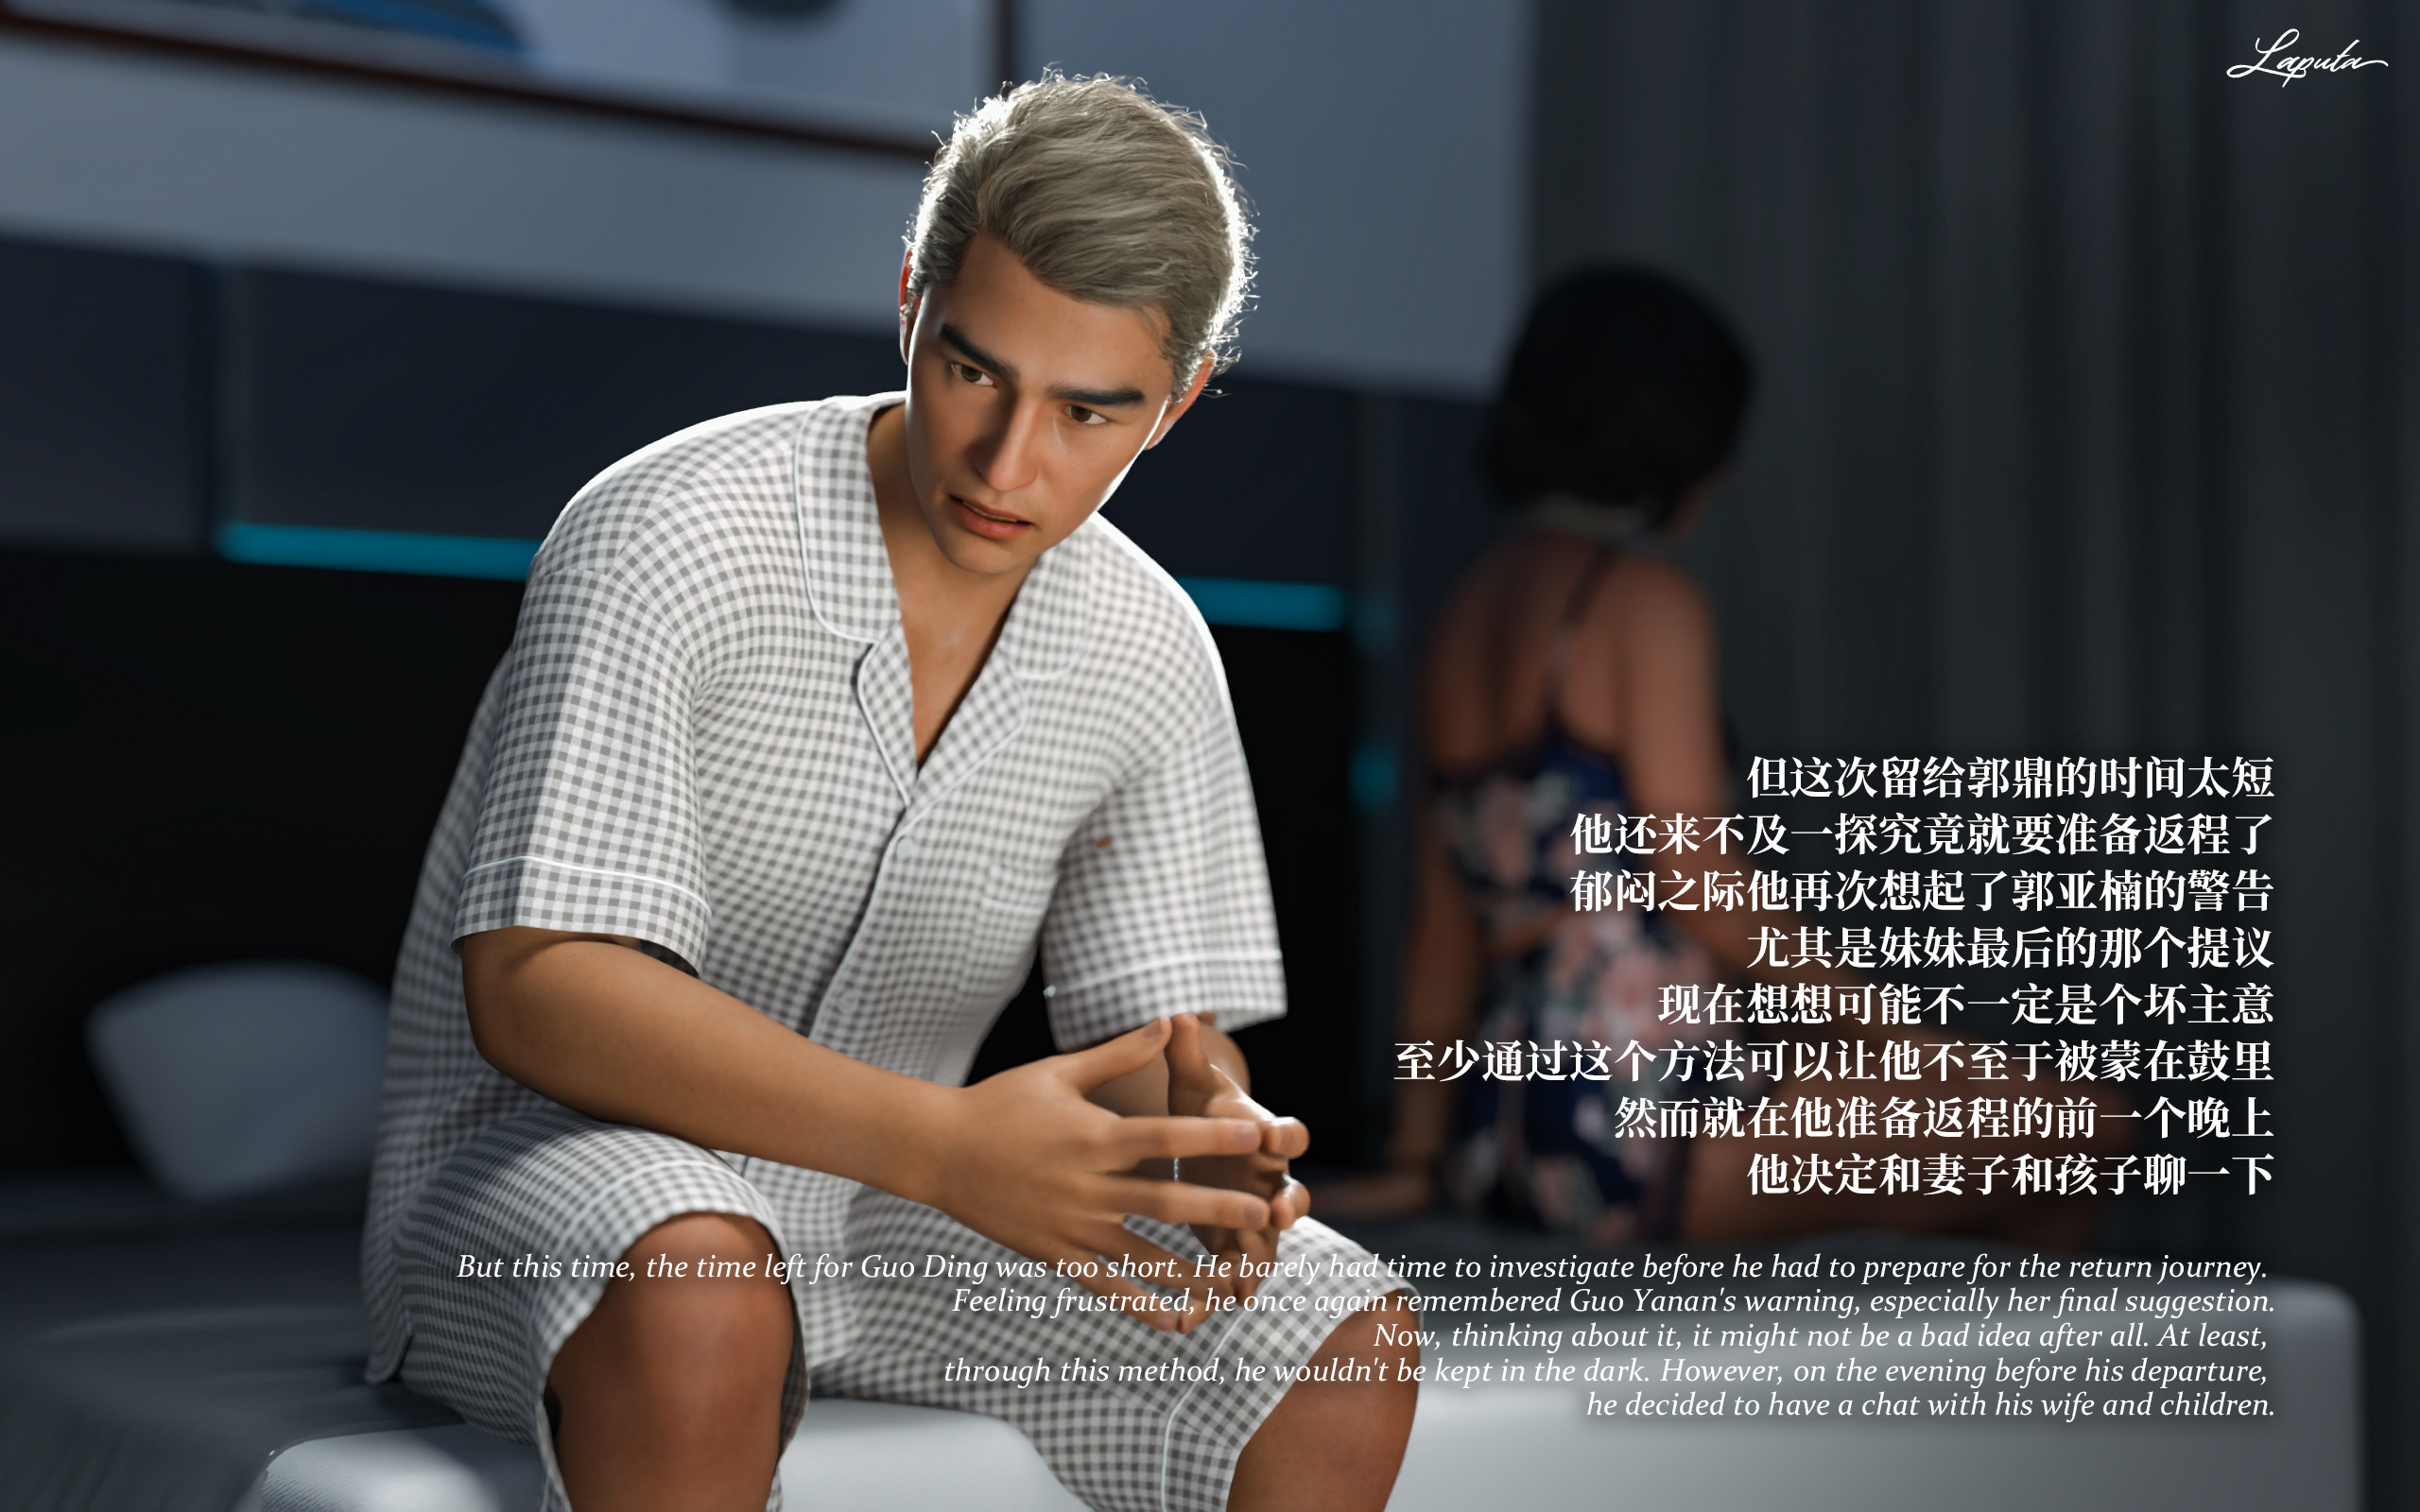 Laputa
但这次留给郭鼎的时间太短
他还来不及一探究竟就要准备返程了
郁闷之际他再次想起了郭亚楠的警告
尤其是妹妹最后的那个提议
现在想想可能不一定是个坏主意
至少通过这个方法可以让他不至于被蒙在鼓里
然而就在他准备返程的前一个晚上
他决定和妻子和孩子聊一下
But this time, the time left for Guo Ding was too short. He barely had time to investigate before he had to prepare for the return journey.
Feeling frustrated, he once again remembered Guo Yanan's warning, especially her final suggestion.
Now, thinking about it, it might not be a bad idea after all. At least,
through this method, he wouldn't be kept in the dark. However, on the evening before his departure,
he decided to have a chat with his wife and children.